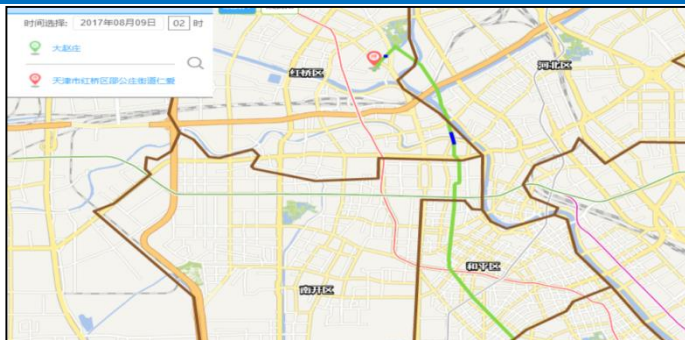 时间选择: 2017年08月09日 02 时
大赵庄
天津市红桥区邵公庄街道仁爱
红桥区
河北区
和平区
南开区